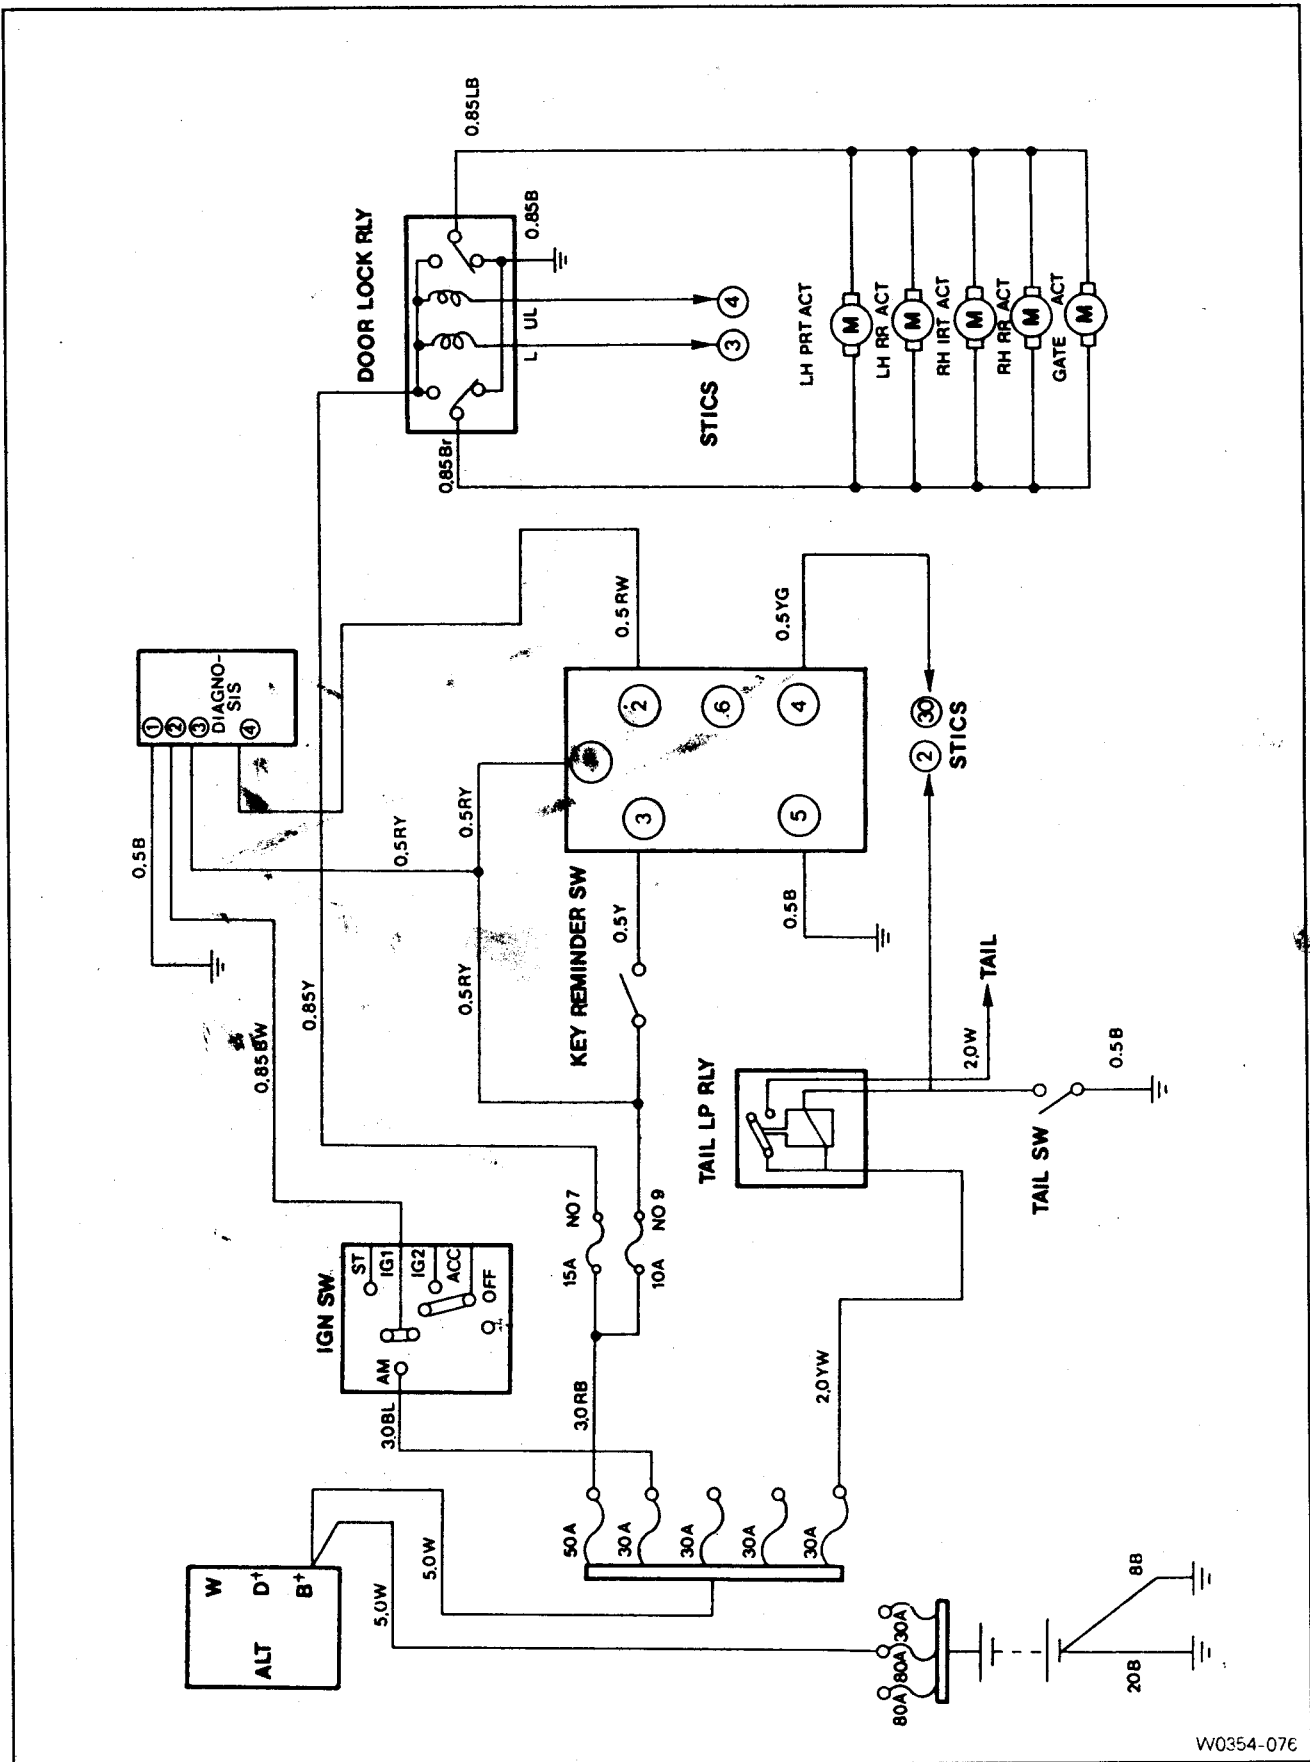 DOOR LOCK RLY
0.85LB
0.85B
0.85Br
L
UL
STICS
3
4
LH PRT ACT
LH RR ACT
RH IRT ACT
RH RR ACT
GATE ACT
M
M
M
M
M
DIAGNO-
SIS
1
2
3
4
0.5B
0.5RY
0.5RY
0.5RY
0.5RW
0.5YG
0.5Y
0.5B
2
3
4
5
6
KEY REMINDER SW
30
2
STICS
0.85BW
0.85Y
IGN SW
ST
IG1
IG2
ACC
OFF
AM
3.0BL
15A
NO 7
10A
NO 9
3.0RB
TAIL LP RLY
2.0W
TAIL
TAIL SW
0.5B
2.0YW
ALT
W
D+
B+
5.0W
5.0W
50A
30A
30A
30A
30A
80A
80A
30A
20B
8B
W0354-076